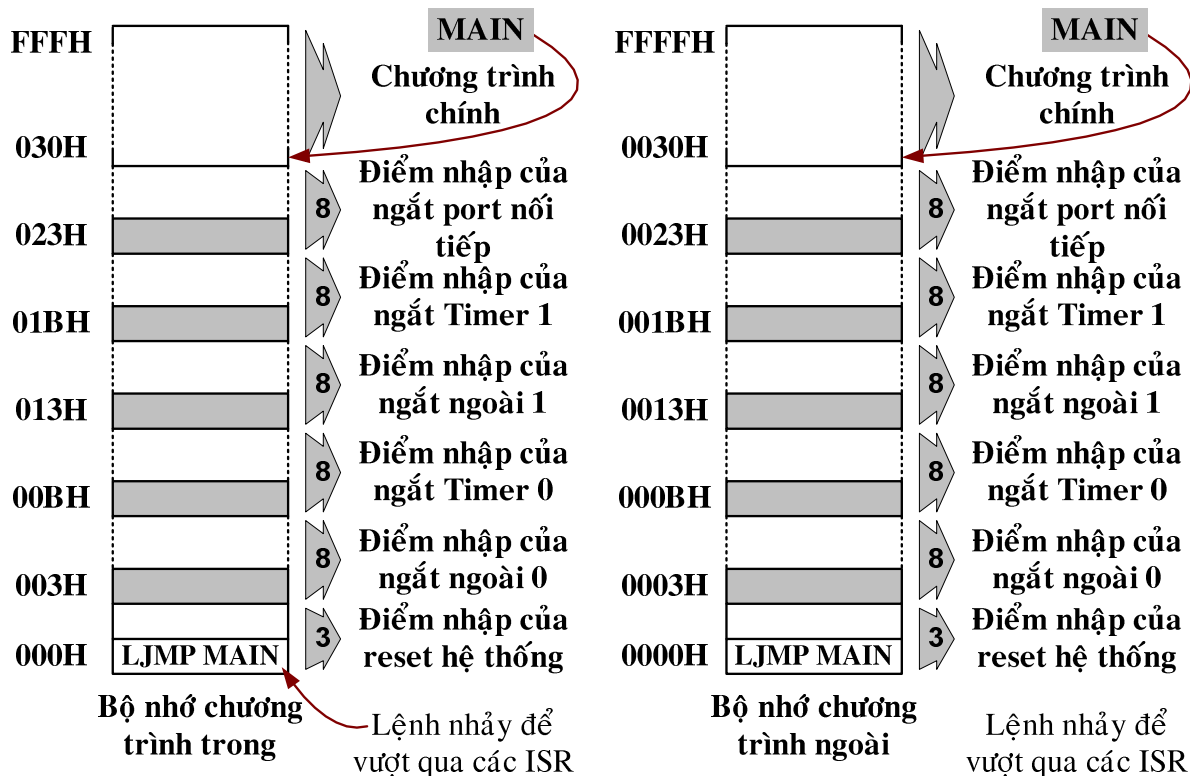 FFFH
MAIN
Chương trình
chính
030H
Điểm nhập của
ngắt port nối
tiếp
8
023H
Điểm nhập của
ngắt Timer 1
8
01BH
Điểm nhập của
ngắt ngoài 1
8
013H
Điểm nhập của
ngắt Timer 0
8
00BH
Điểm nhập của
ngắt ngoài 0
8
003H
Điểm nhập của
reset hệ thống
3
000H
LJMP MAIN
Bộ nhớ chương
trình trong
Lệnh nhảy để
vượt qua các ISR
FFFFH
MAIN
Chương trình
chính
0030H
Điểm nhập của
ngắt port nối
tiếp
8
0023H
Điểm nhập của
ngắt Timer 1
8
001BH
Điểm nhập của
ngắt ngoài 1
8
0013H
Điểm nhập của
ngắt Timer 0
8
000BH
Điểm nhập của
ngắt ngoài 0
8
0003H
Điểm nhập của
reset hệ thống
3
0000H
LJMP MAIN
Bộ nhớ chương
trình ngoài
Lệnh nhảy để
vượt qua các ISR